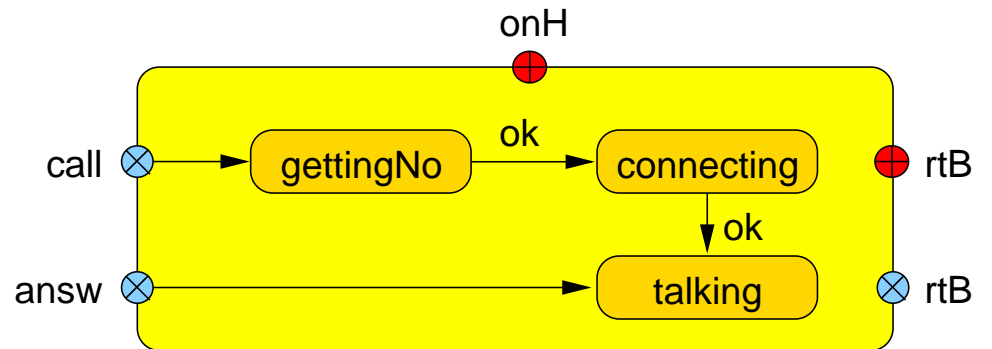 onH
ok
call
gettingNo
connecting
rtB
ok
answ
talking
rtB